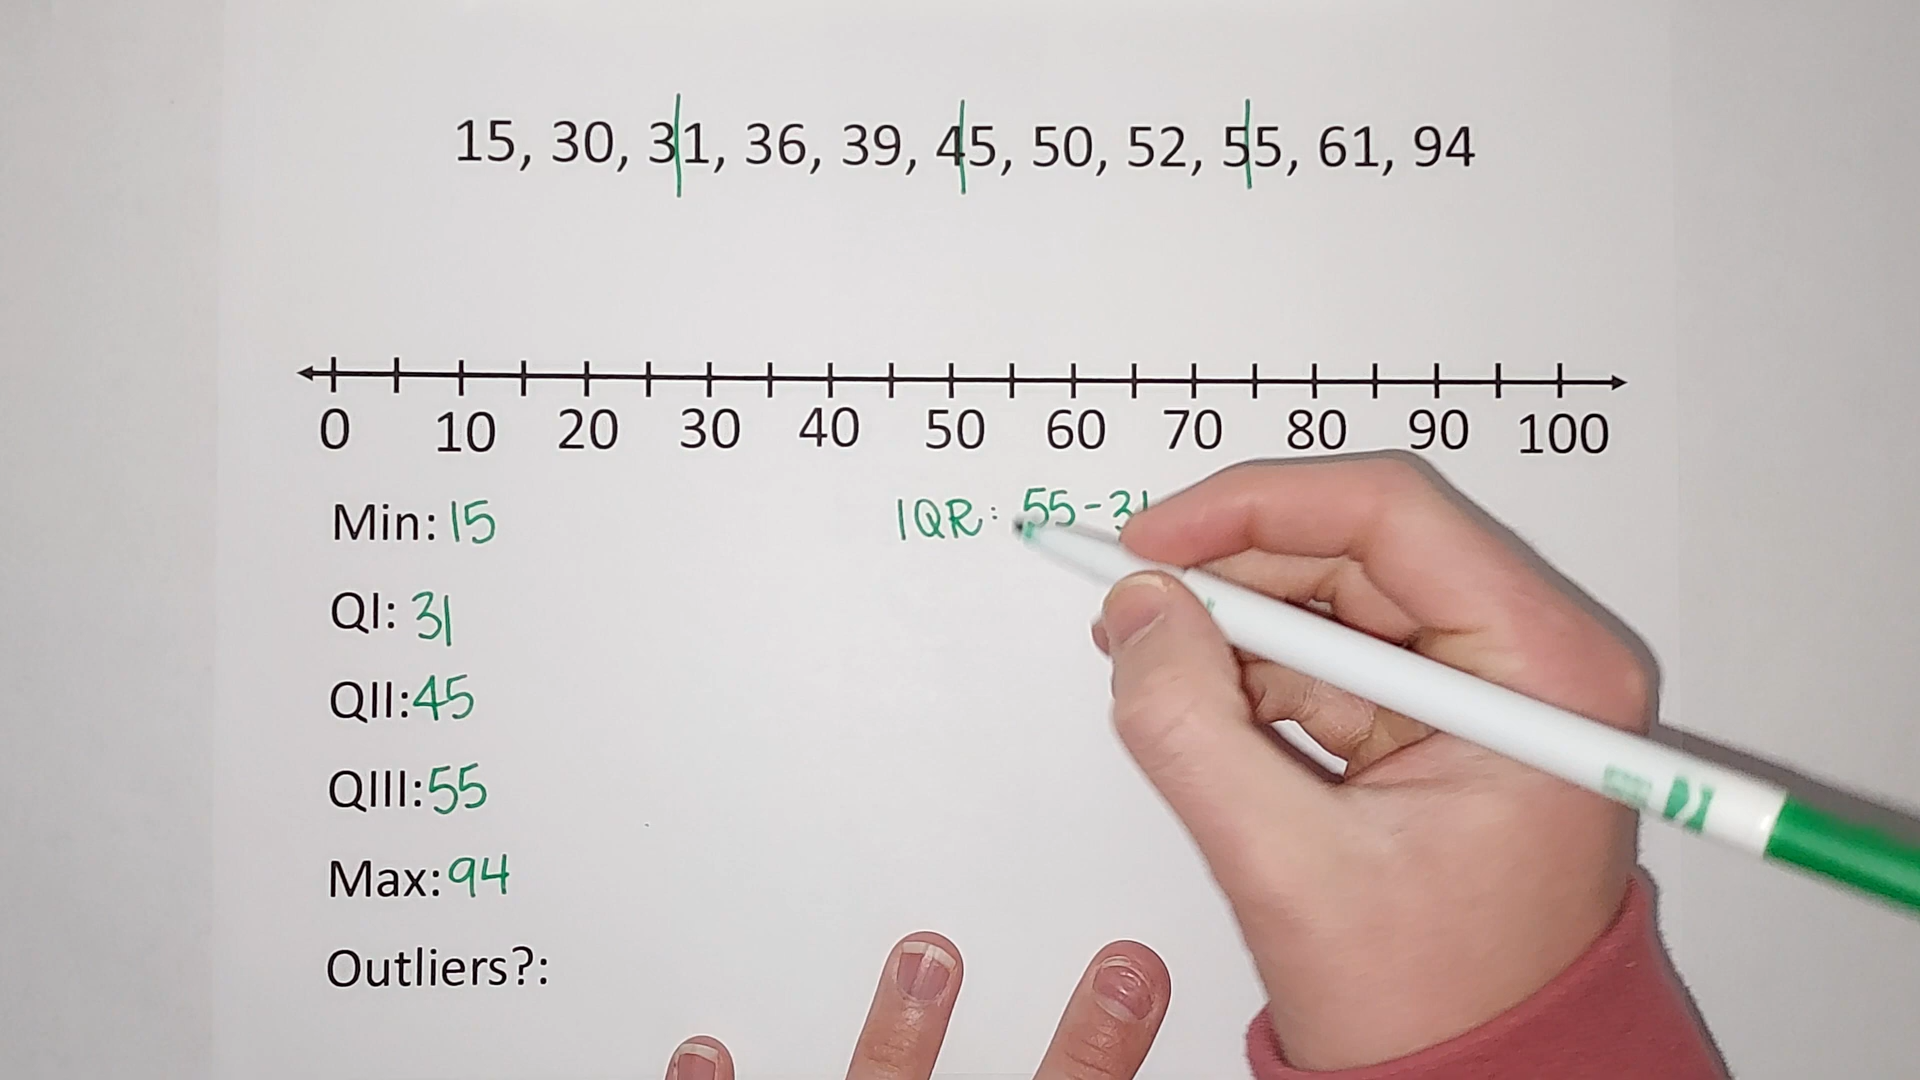 15, 30, 31, 36, 39, 45, 50, 52, 55, 61, 94
0 10 20 30 40 50 60 70 80 90 100
Min: 15
IQR: 55-31
QI: 31
QII: 45
QIII: 55
Max: 94
Outliers?: